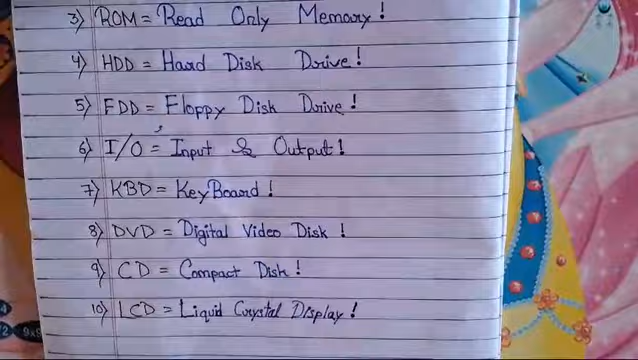 3) ROM = Read Only Memory!
4) HDD = Hard Disk Drive!
5) FDD = Floppy Disk Drive!
6) I/O = Input & Output!
7) KBD = KeyBoard!
8) DVD = Digital Video Disk!
9) CD = Compact Disk!
10) LCD = Liquid Crystal Display!